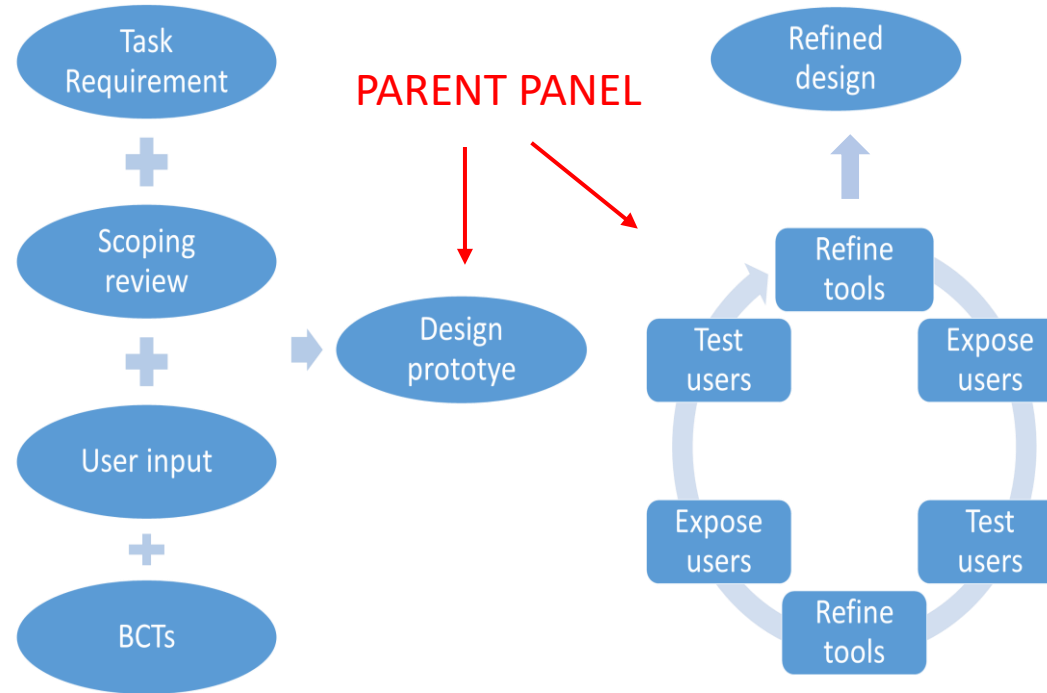 Task
Requirement
Scoping
review
User input
BCTs
PARENT PANEL
Design
prototye
Refined
design
Refine
tools
Expose
users
Test
users
Refine
tools
Expose
users
Test
users